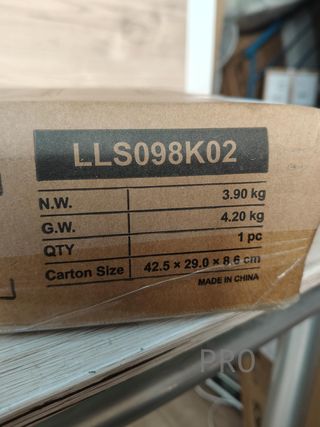 LLS098K02
N.W. 3.90 kg
G.W. 4.20 kg
QTY 1 pc
Carton Size 42.5 × 29.0 × 8.6 cm
MADE IN CHINA
PRO